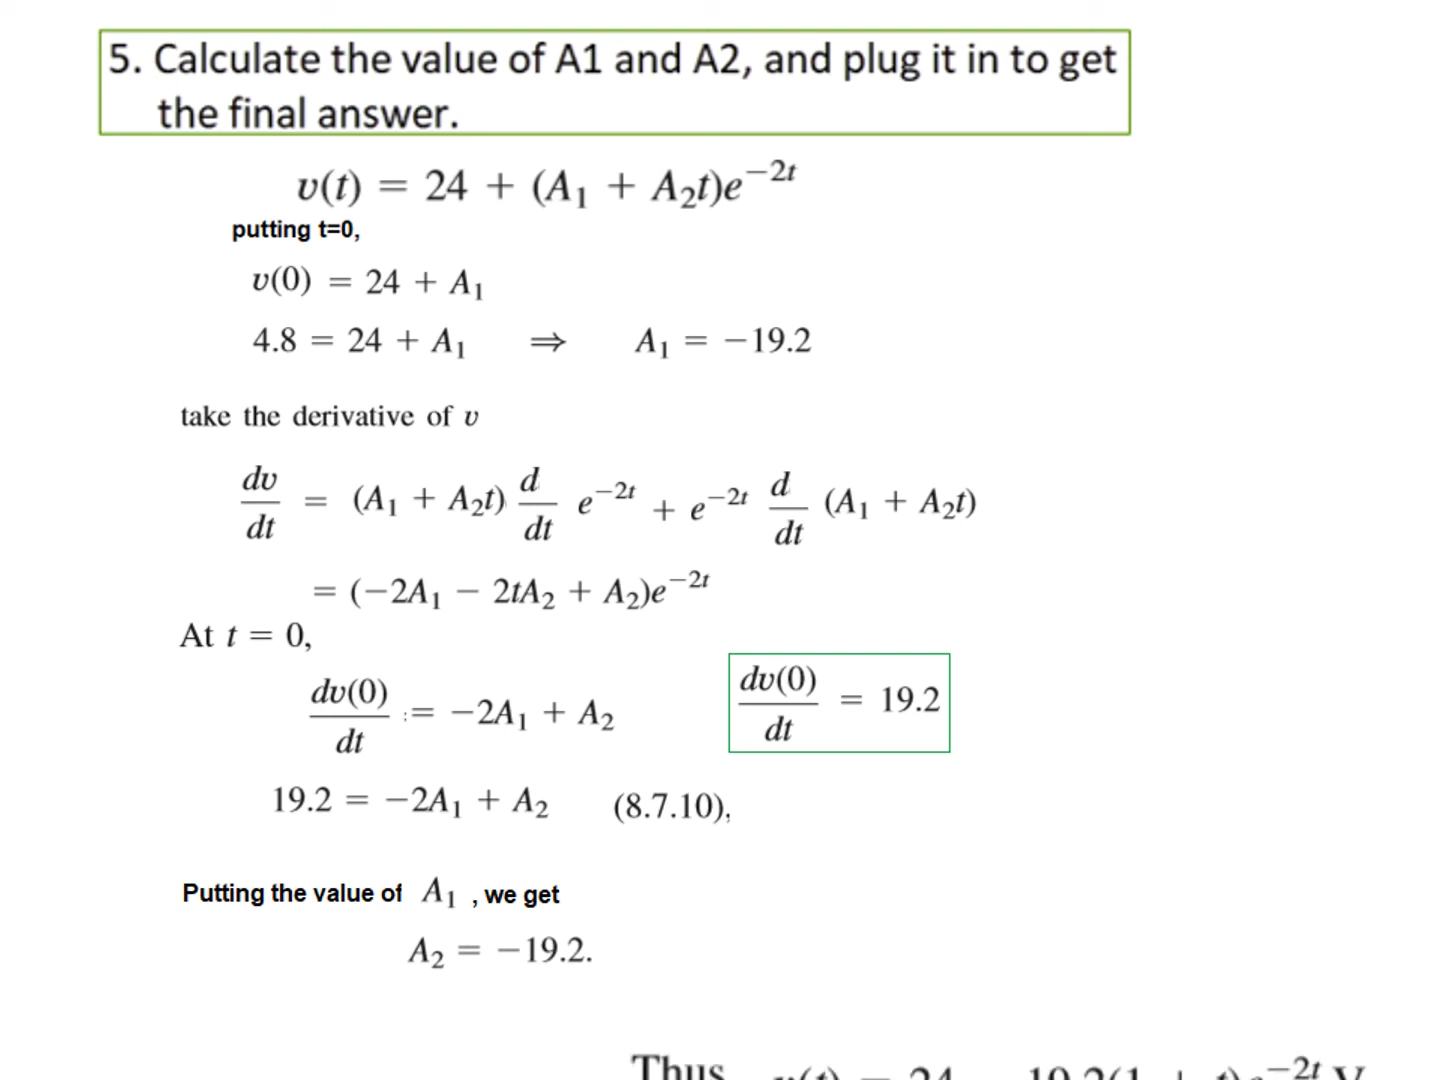 5. Calculate the value of A1 and A2, and plug it in to get
the final answer.
v(t) = 24 + (A₁ + A₂t)e⁻²ᵗ
putting t=0,
v(0) = 24 + A₁
4.8 = 24 + A₁ ⇒ A₁ = −19.2
take the derivative of v
dv/dt = (A₁ + A₂t) d/dt e⁻²ᵗ + e⁻²ᵗ d/dt (A₁ + A₂t)
= (−2A₁ − 2tA₂ + A₂)e⁻²ᵗ
At t = 0,
dv(0)/dt = −2A₁ + A₂ dv(0)/dt = 19.2
19.2 = −2A₁ + A₂ (8.7.10),
Putting the value of A₁ , we get
A₂ = −19.2.
Thus